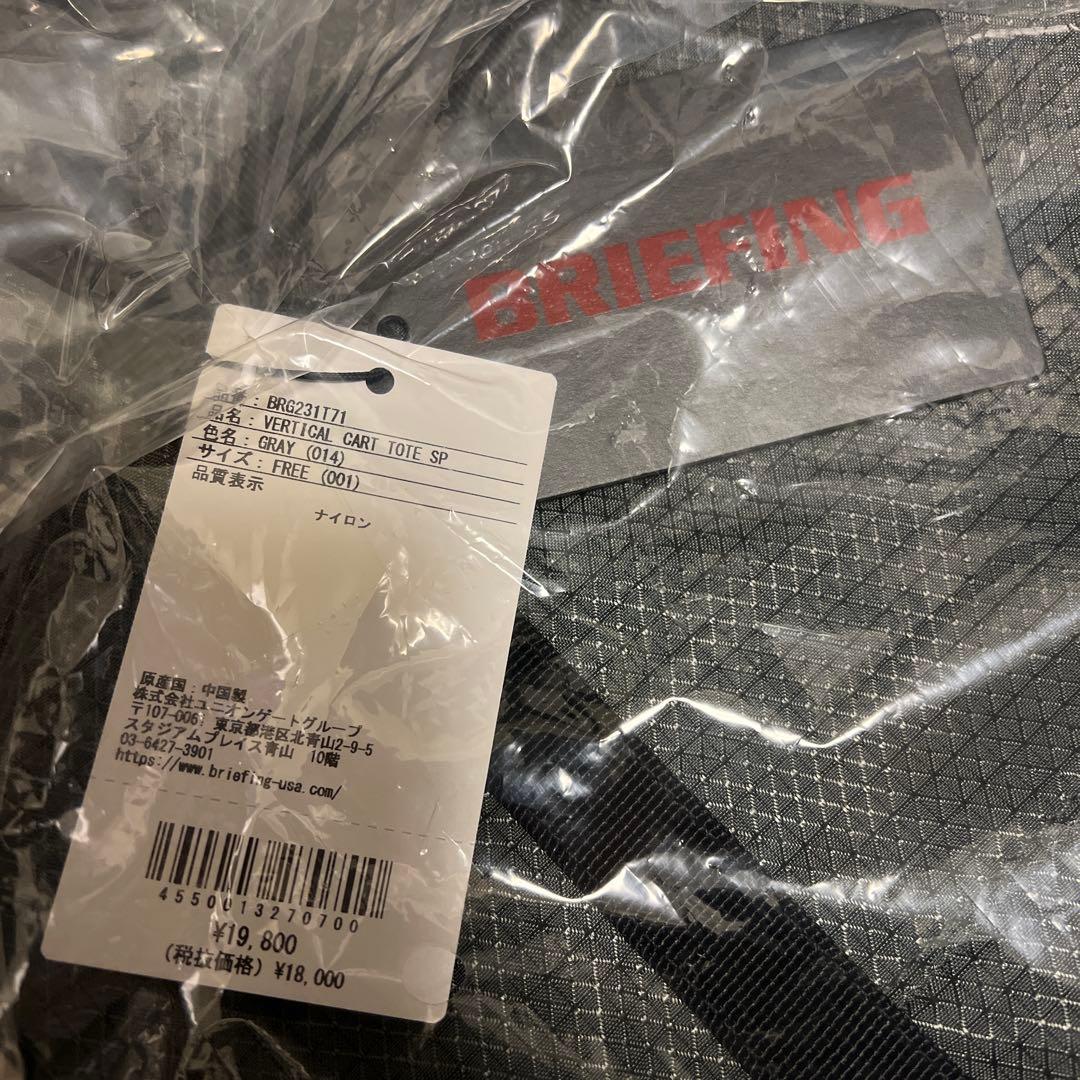 BRIEFING
品番：BRG231T71
品名：VERTICAL CART TOTE SP
色名：GRAY (014)
サイズ：FREE (001)
品質表示
ナイロン
原産国：中国製
株式会社ユニオンゲートグループ
〒107-0061 東京都港区北青山2-9-5
スタジアムプレイス青山 10階
03-6427-3901
https://www.briefing-usa.com/
4550013270700
¥19,800
(税抜価格) ¥18,000